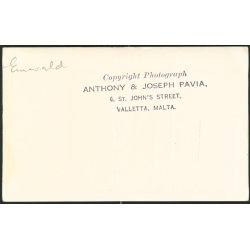 Emerald
Copyright Photograph
ANTHONY & JOSEPH PAVIA,
6, ST. JOHN'S STREET,
VALLETTA, MALTA.